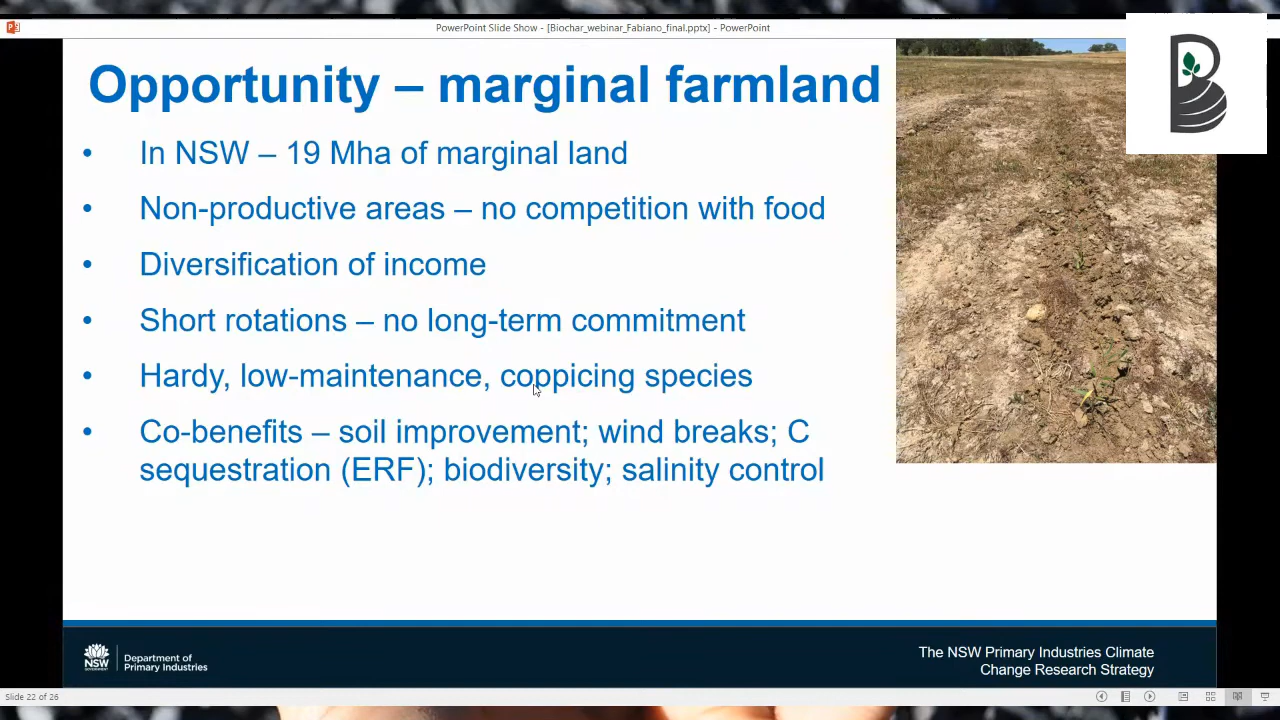 PowerPoint Slide Show - [Biochar_webinar_Fabiano_final.pptx] - PowerPoint
Opportunity – marginal farmland
• In NSW – 19 Mha of marginal land
• Non-productive areas – no competition with food
• Diversification of income
• Short rotations – no long-term commitment
• Hardy, low-maintenance, coppicing species
• Co-benefits – soil improvement; wind breaks; C
sequestration (ERF); biodiversity; salinity control
NSW
GOVERNMENT
Department of
Primary Industries
The NSW Primary Industries Climate
Change Research Strategy
Slide 22 of 26